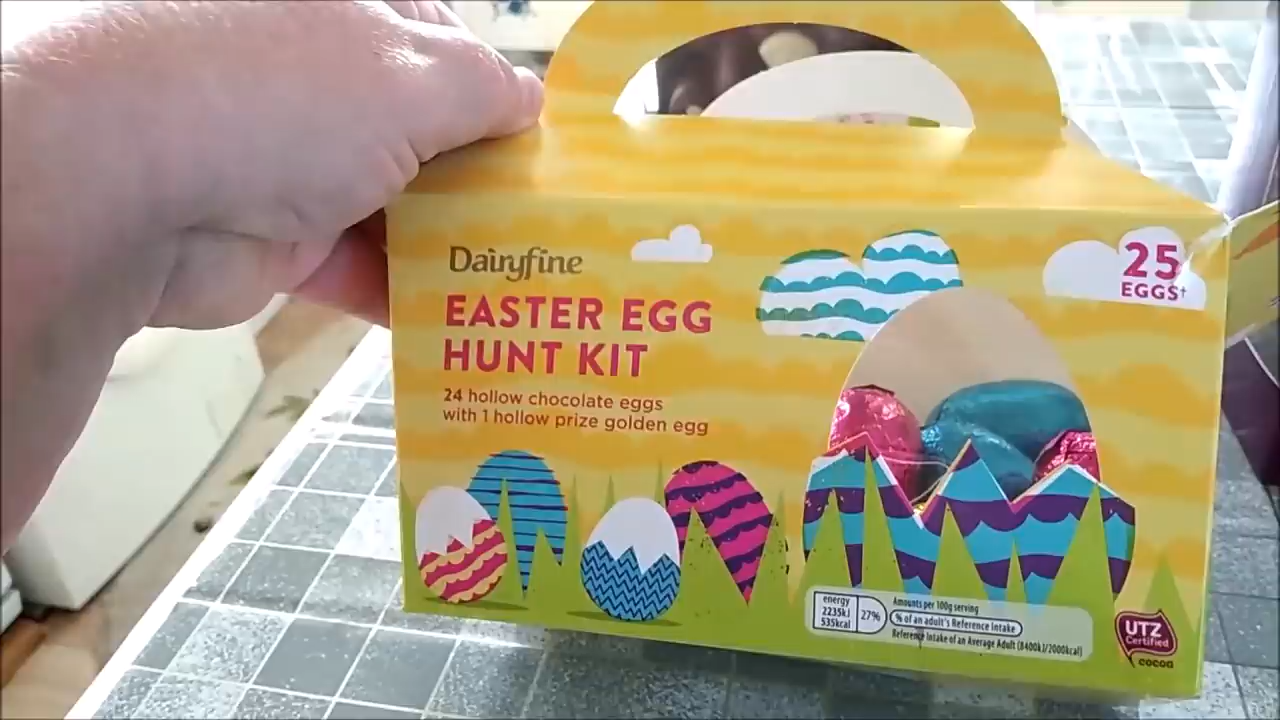 Dairyfine
EASTER EGG
HUNT KIT
24 hollow chocolate eggs
with 1 hollow prize golden egg
25
EGGS†
energy
2235kJ
535kcal
27%
Amounts per 100g serving
% of an adult's Reference Intake
Reference Intake of an Average Adult (8400kJ/2000kcal)
UTZ
Certified
cocoa